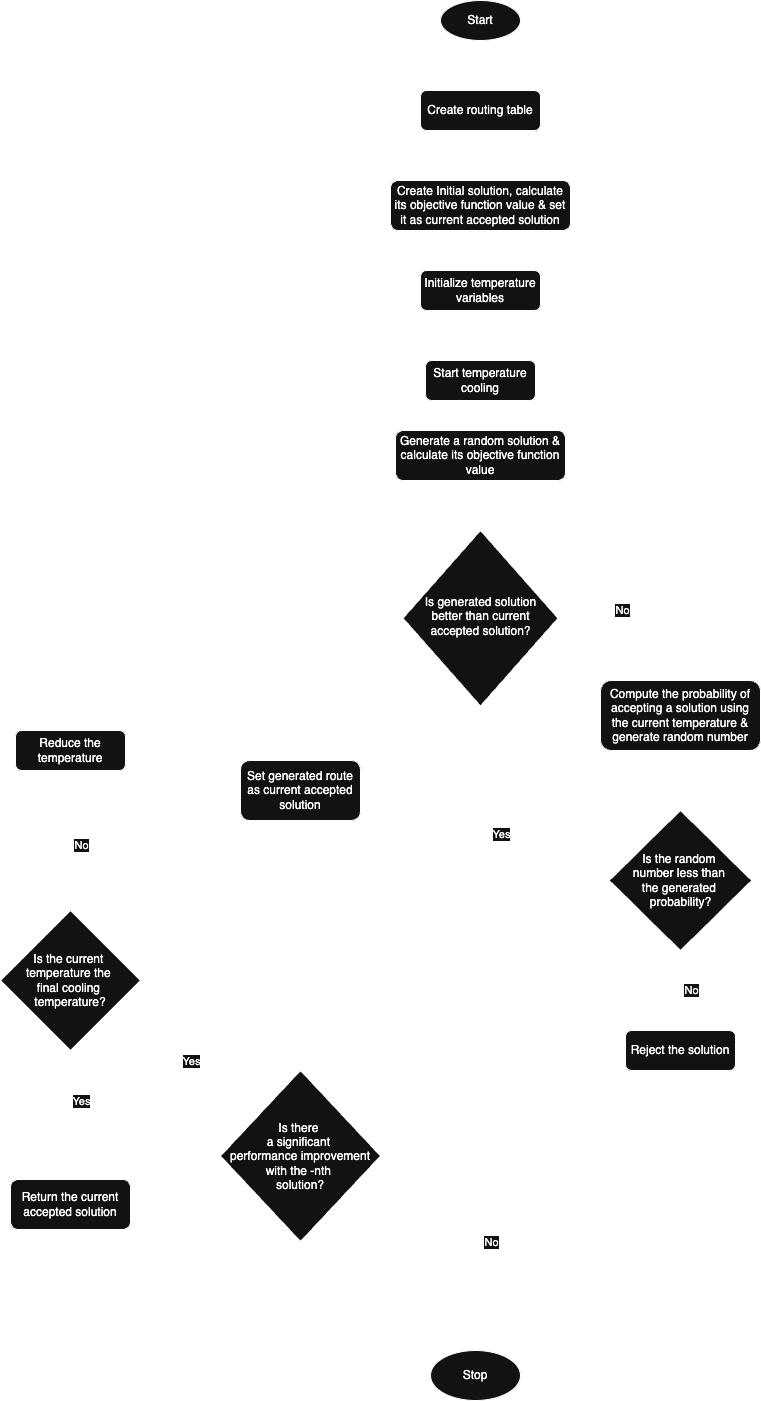 Start
Create routing table
Create Initial solution, calculate
its objective function value & set
it as current accepted solution
Initialize temperature
variables
Start temperature
cooling
Generate a random solution &
calculate its objective function
value
Is generated solution
better than current
accepted solution?
No
Compute the probability of
accepting a solution using
the current temperature &
generate random number
Reduce the
temperature
Set generated route
as current accepted
solution
Yes
No
Is the random
number less than
the generated
probability?
Is the current
temperature the
final cooling
temperature?
No
Reject the solution
Yes
Yes
Is there
a significant
performance improvement
with the -nth
solution?
Return the current
accepted solution
No
Stop